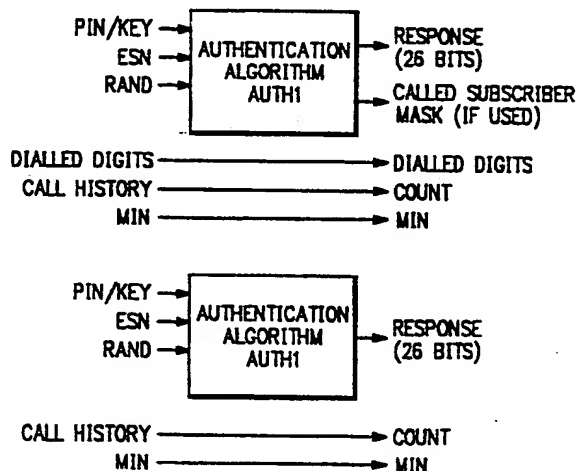 PIN/KEY
ESN
RAND
AUTHENTICATION
ALGORITHM
AUTH1
RESPONSE
(26 BITS)
CALLED SUBSCRIBER
MASK (IF USED)
DIALLED DIGITS
DIALLED DIGITS
CALL HISTORY
COUNT
MIN
MIN
PIN/KEY
ESN
RAND
AUTHENTICATION
ALGORITHM
AUTH1
RESPONSE
(26 BITS)
CALL HISTORY
COUNT
MIN
MIN